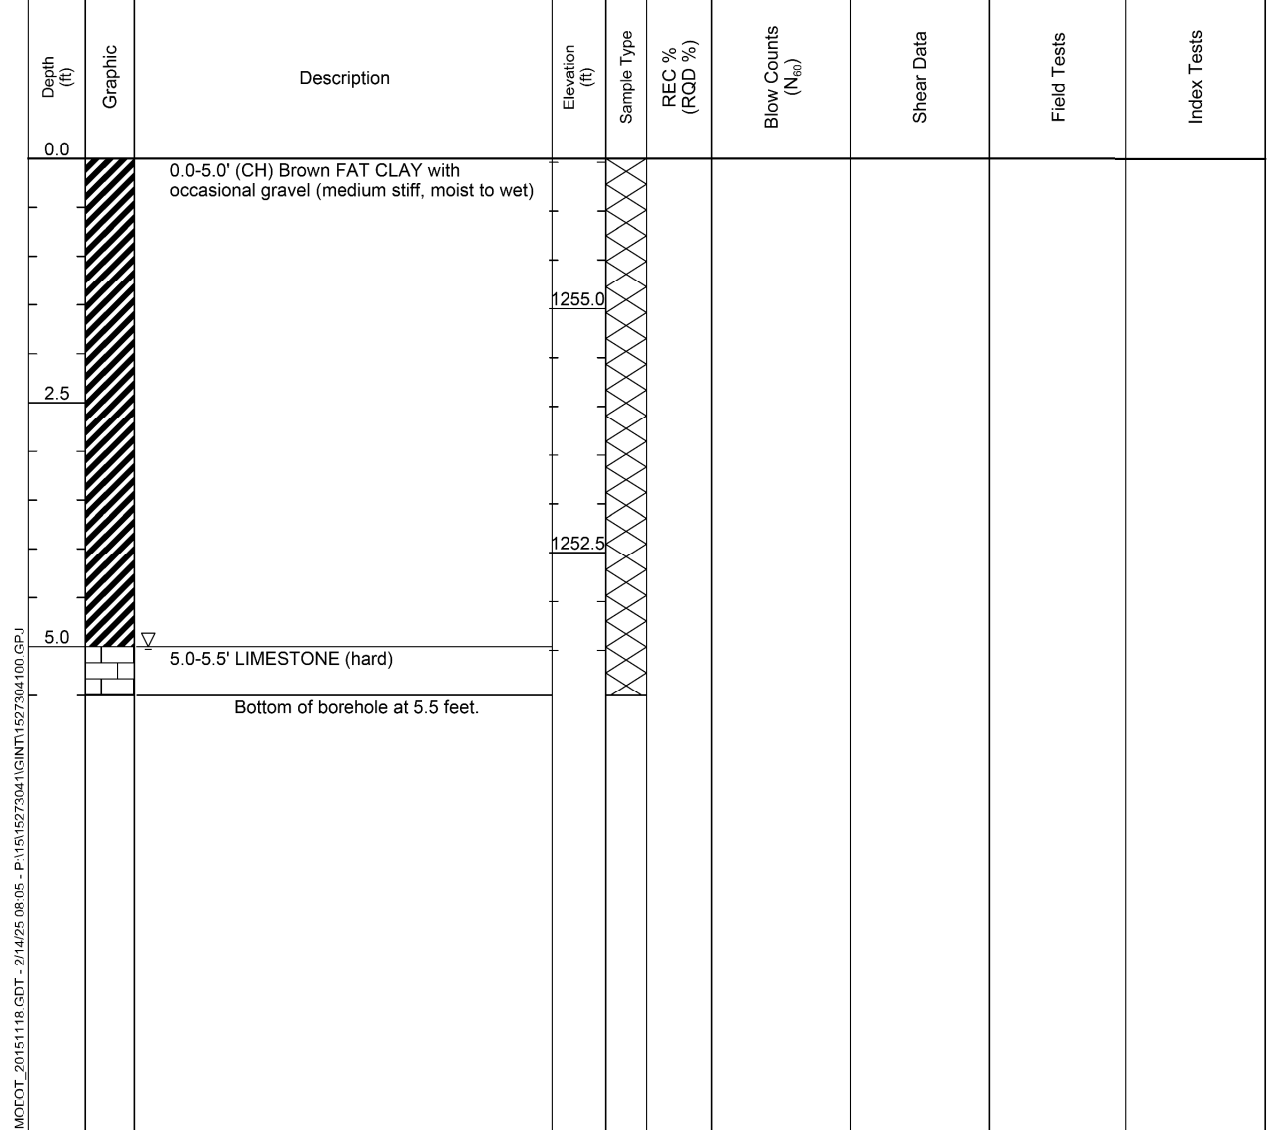 Depth
(ft)
Graphic
Description
Elevation
(ft)
Sample Type
REC %
(RQD %)
Blow Counts
(N60)
Shear Data
Field Tests
Index Tests
0.0
0.0-5.0' (CH) Brown FAT CLAY with
occasional gravel (medium stiff, moist to wet)
1255.0
2.5
1252.5
5.0
5.0-5.5' LIMESTONE (hard)
Bottom of borehole at 5.5 feet.
MODOT_20151118.GDT - 2/14/25 08:05 - P:\15\15273041\GINT\1527304100.GPJ